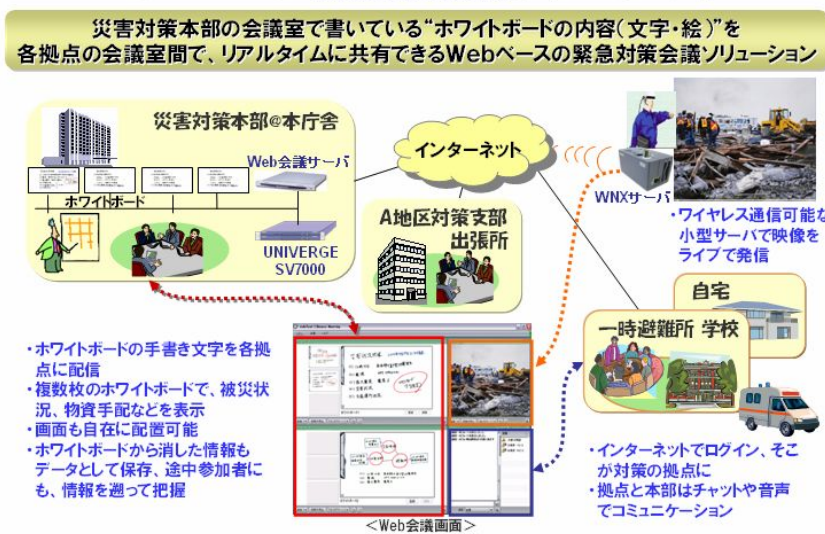 災害対策本部の会議室で書いている“ホワイトボードの内容(文字・絵)”を
各拠点の会議室間で、リアルタイムに共有できるWebベースの緊急対策会議ソリューション
災害対策本部@本庁舎
Web会議サーバ
ホワイトボード
UNIVERGE
SV7000
インターネット
A地区対策支部
出張所
WNXサーバ
・ワイヤレス通信可能な
小型サーバで映像を
ライブで発信
自宅
一時避難所 学校
・ホワイトボードの手書き文字を各拠
点に配信
・複数枚のホワイトボードで、被災状
況、物資手配などを表示
・画面も自在に配置可能
・ホワイトボードから消した情報も
データとして保存、途中参加者に
も、情報を遡って把握
・インターネットでログイン、そこ
が対策の拠点に
・拠点と本部はチャットや音声
でコミュニケーション
<Web会議画面>